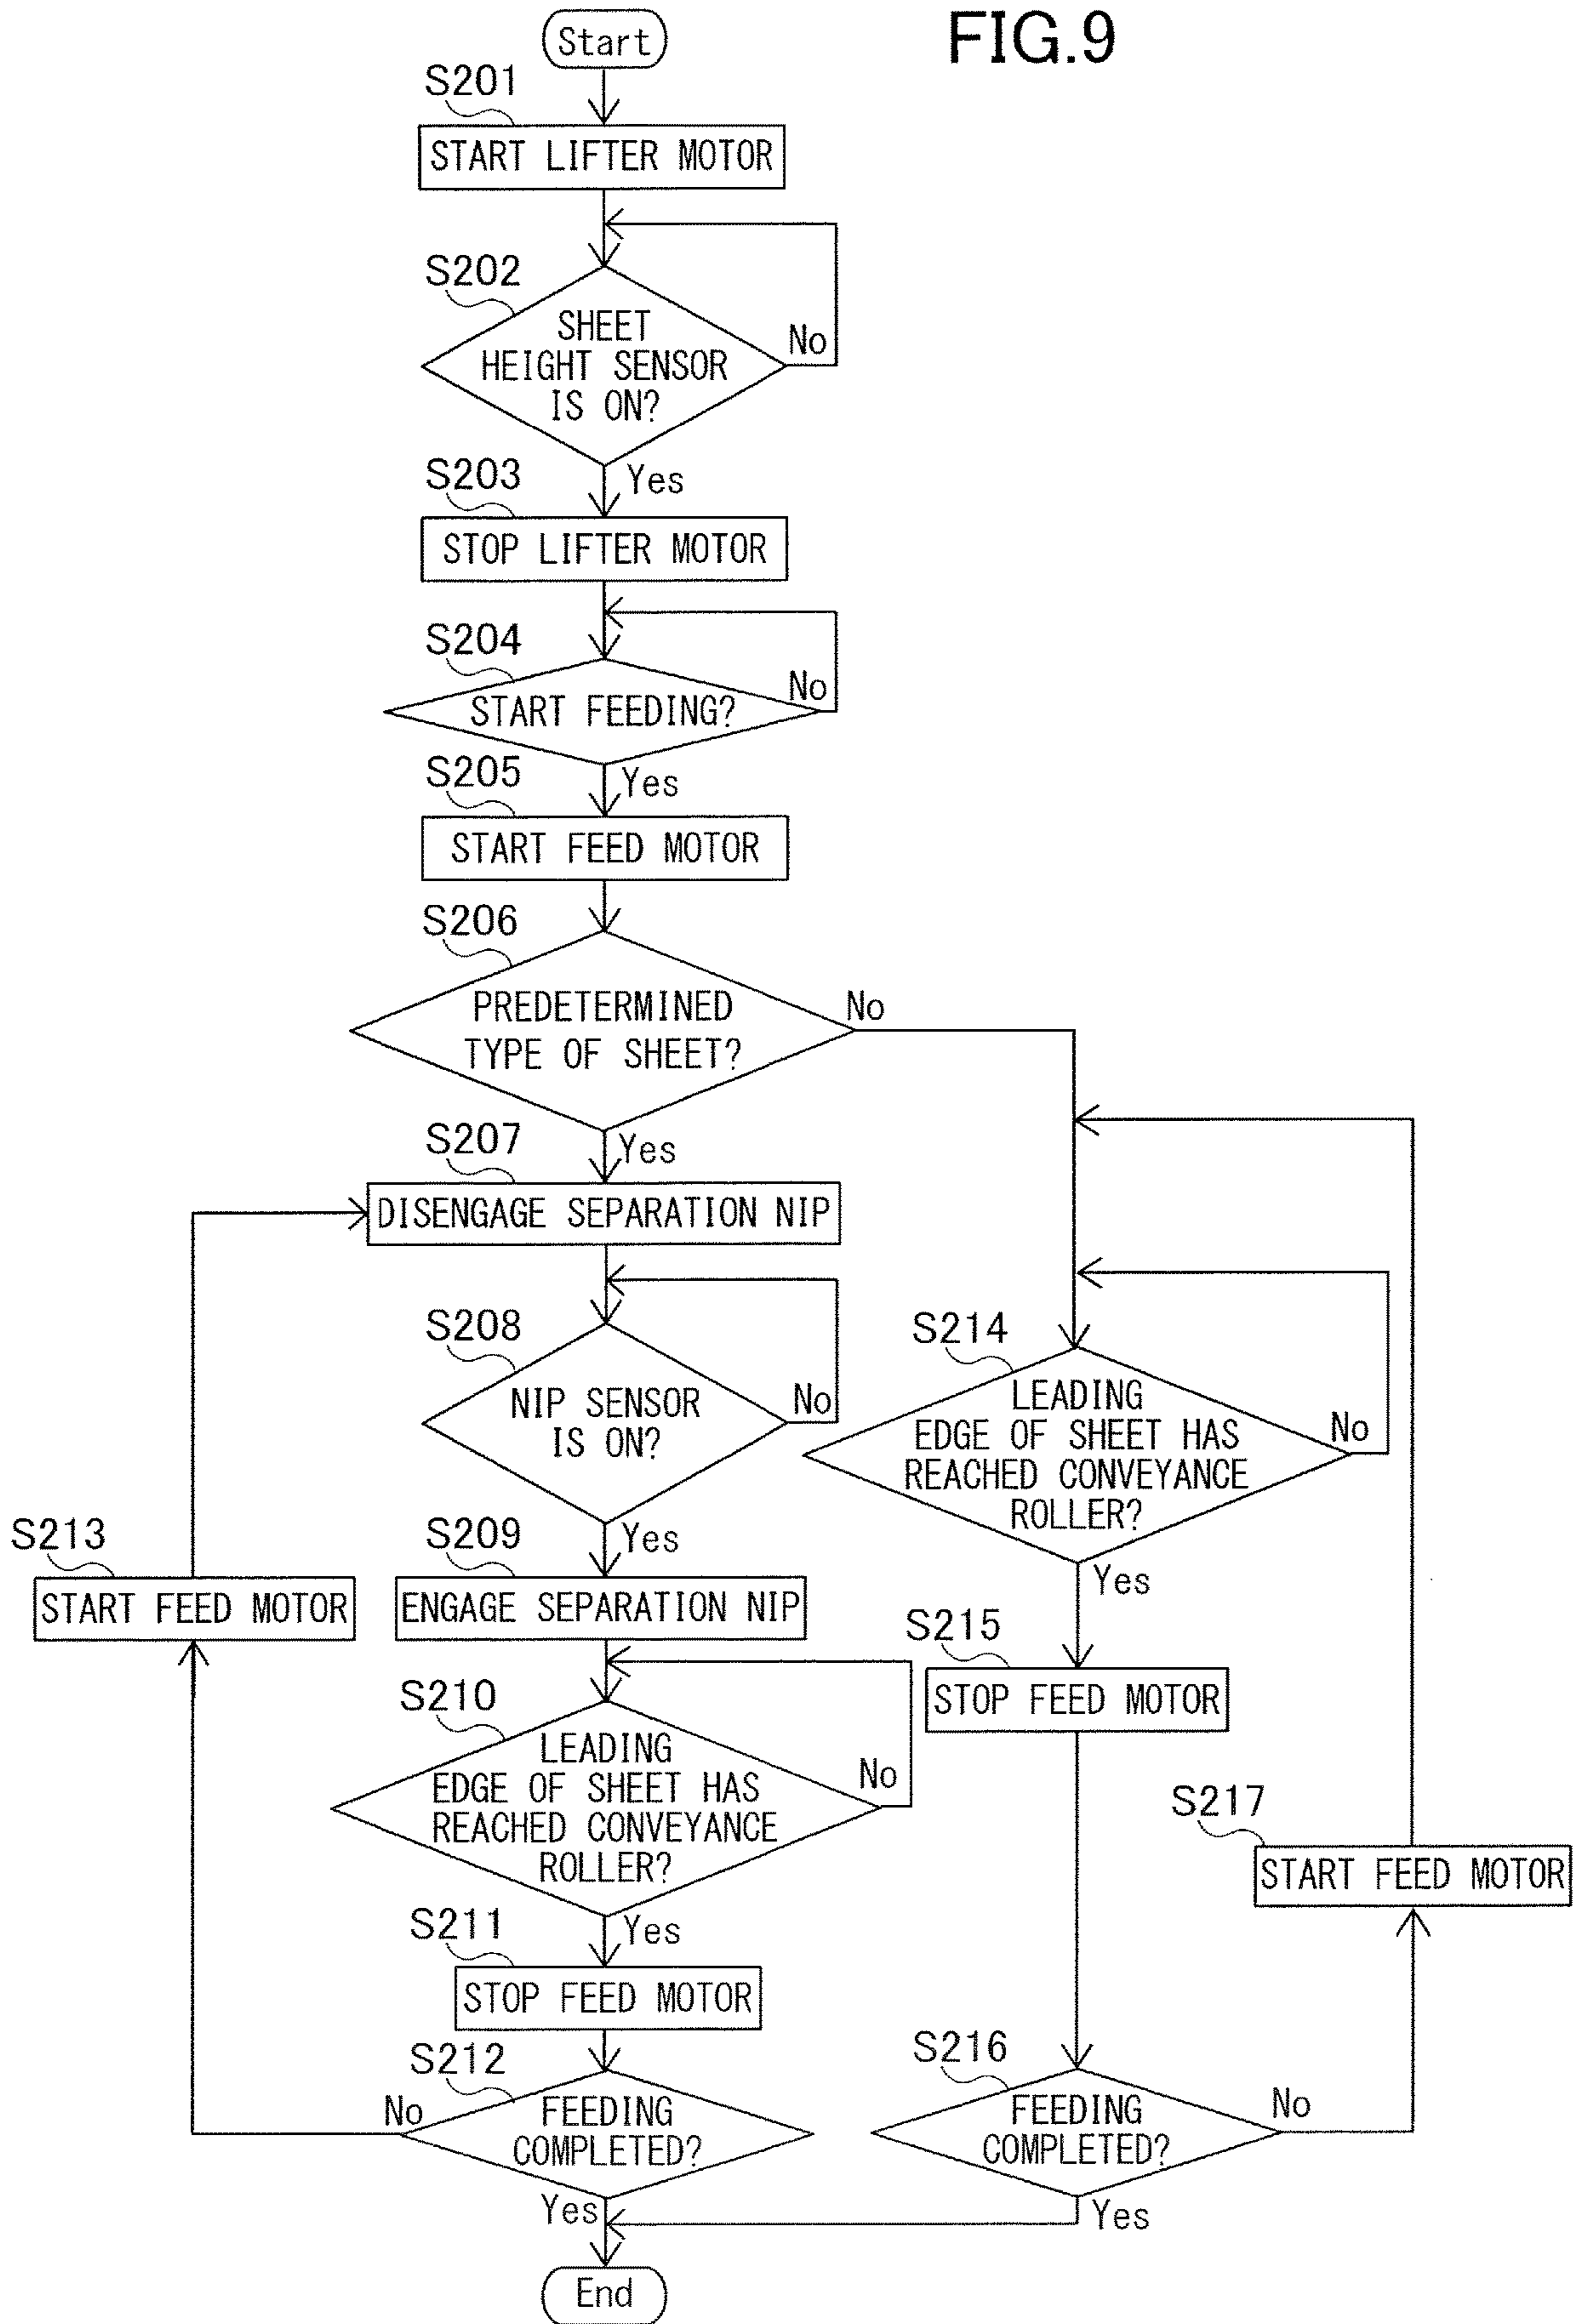 FIG.9
Start
S201
START LIFTER MOTOR
S202
SHEET
HEIGHT SENSOR
IS ON?
No
Yes
S203
STOP LIFTER MOTOR
S204
START FEEDING?
No
Yes
S205
START FEED MOTOR
S206
PREDETERMINED
TYPE OF SHEET?
No
Yes
S207
DISENGAGE SEPARATION NIP
S208
NIP SENSOR
IS ON?
No
Yes
S209
ENGAGE SEPARATION NIP
S210
LEADING
EDGE OF SHEET HAS
REACHED CONVEYANCE
ROLLER?
No
Yes
S211
STOP FEED MOTOR
S212
FEEDING
COMPLETED?
No
Yes
S213
START FEED MOTOR
S214
LEADING
EDGE OF SHEET HAS
REACHED CONVEYANCE
ROLLER?
No
Yes
S215
STOP FEED MOTOR
S216
FEEDING
COMPLETED?
No
Yes
S217
START FEED MOTOR
End